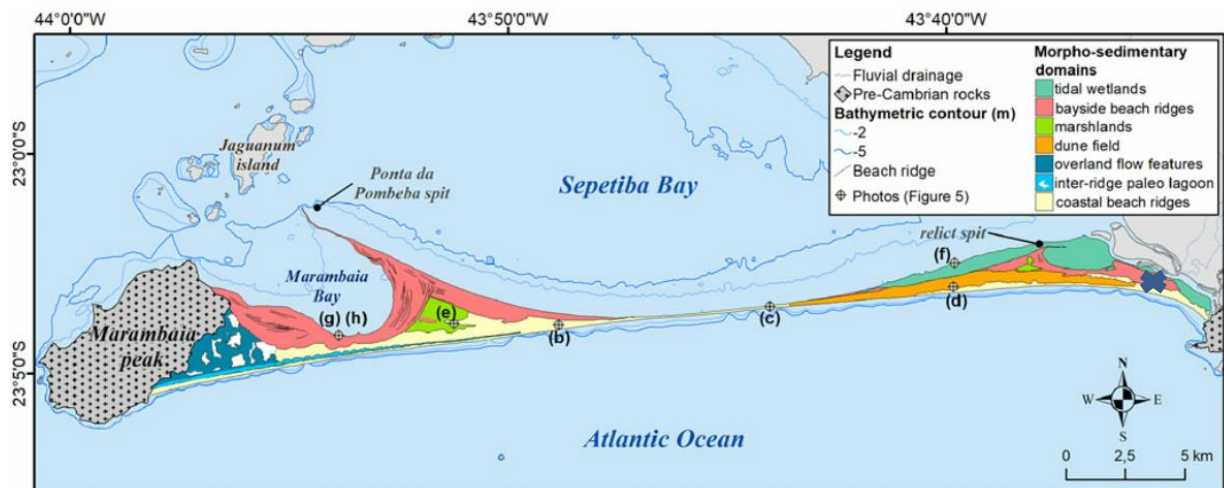 44°0'0"W
43°50'0"W
43°40'0"W
23°0'0"S
23°5'0"S
Jaguanum
island
Ponta da
Pombeba spit
Sepetiba Bay
relict spit
Marambaia
Bay
Marambaia
peak
(g) (h)
(e)
(b)
(c)
(d)
(f)
Atlantic Ocean
Legend
Fluvial drainage
Pre-Cambrian rocks
Bathymetric contour (m)
-2
-5
Beach ridge
Photos (Figure 5)
Morpho-sedimentary
domains
tidal wetlands
bayside beach ridges
marshlands
dune field
overland flow features
inter-ridge paleo lagoon
coastal beach ridges
N
W
E
S
0 2,5 5 km